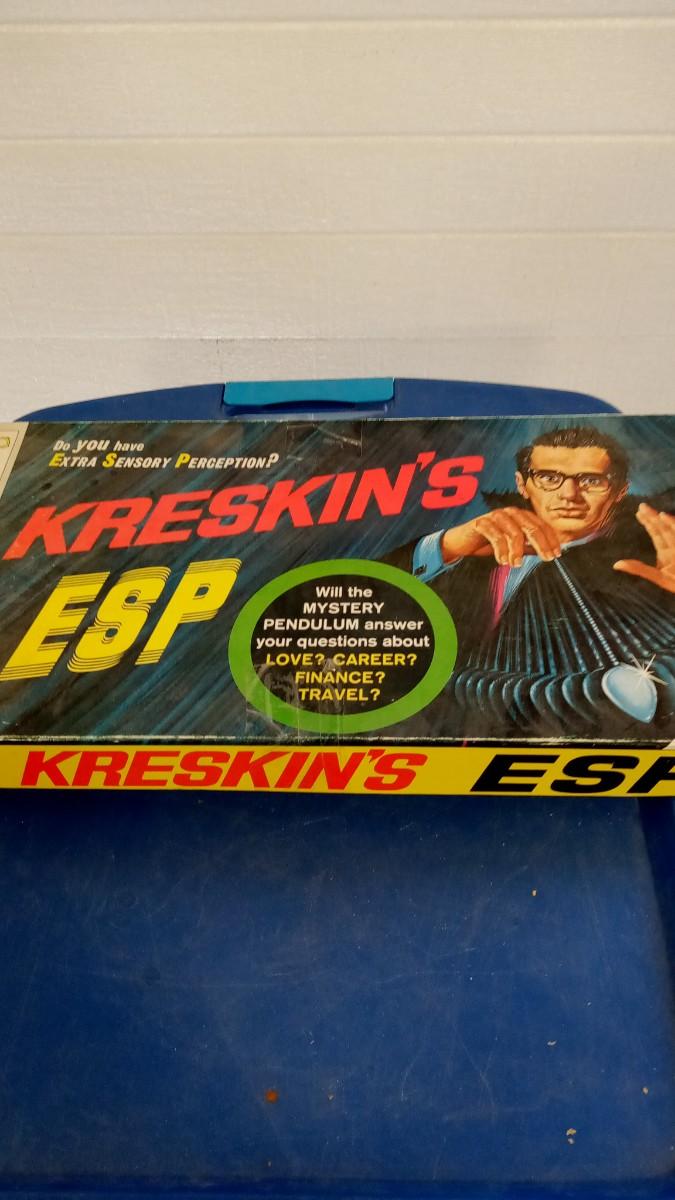 Do you have
EXTRA SENSORY PERCEPTION?
KRESKIN'S
ESP
Will the
MYSTERY
PENDULUM answer
your questions about
LOVE? CAREER?
FINANCE?
TRAVEL?
KRESKIN'S ESP